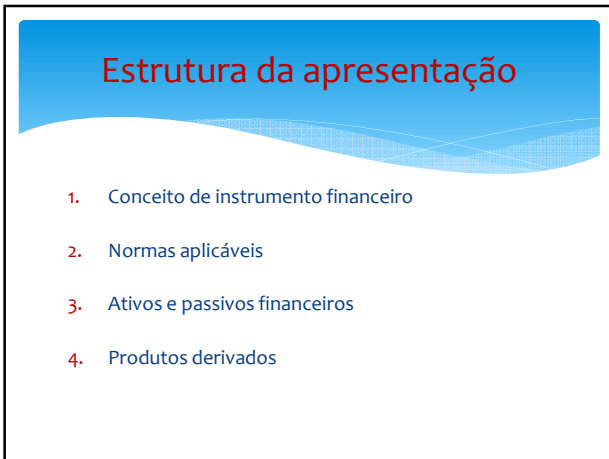 Estrutura da apresentação
1. Conceito de instrumento financeiro
2. Normas aplicáveis
3. Ativos e passivos financeiros
4. Produtos derivados